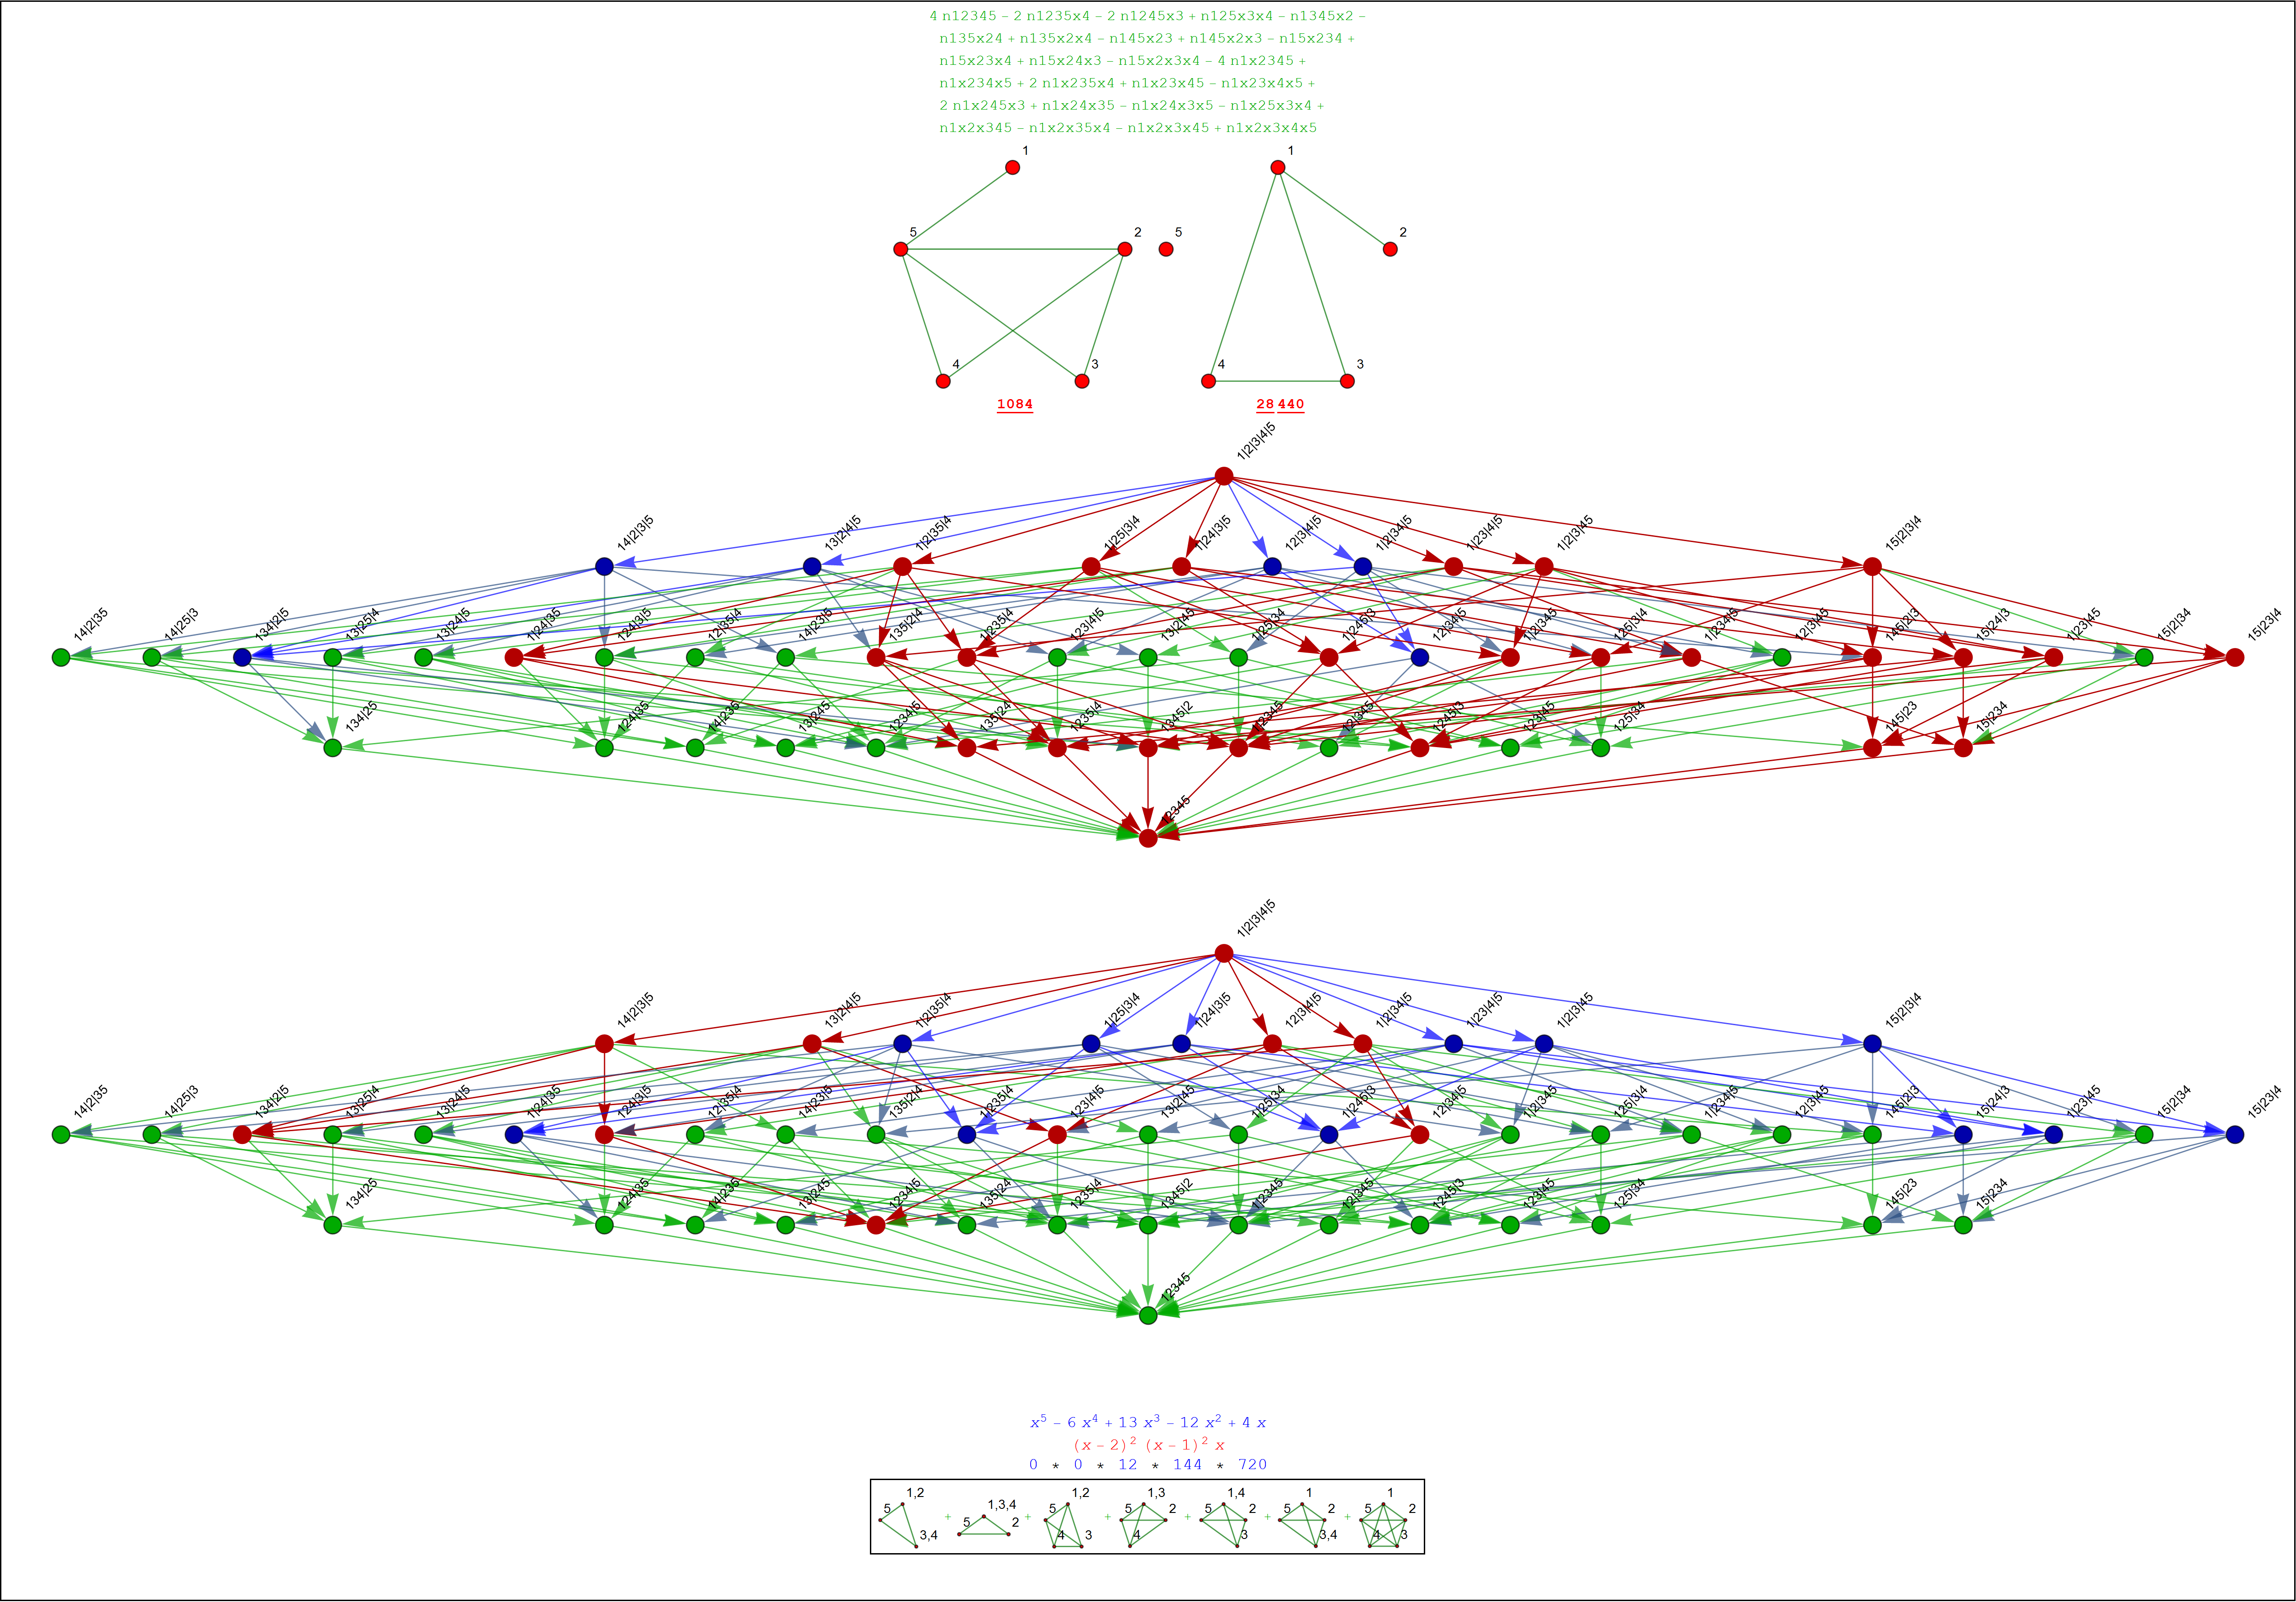 4 n12345 − 2 n1235x4 − 2 n1245x3 + n125x3x4 − n1345x2 −
n135x24 + n135x2x4 − n145x23 + n145x2x3 − n15x234 +
n15x23x4 + n15x24x3 − n15x2x3x4 − 4 n1x2345 +
n1x234x5 + 2 n1x235x4 + n1x23x45 − n1x23x4x5 +
2 n1x245x3 + n1x24x35 − n1x24x3x5 − n1x25x3x4 +
n1x2x345 − n1x2x35x4 − n1x2x3x45 + n1x2x3x4x5
1 1
5 2 5 2
4 3 4 3
1084 28 440
1|2|3|4|5
14|2|3|5 13|2|4|5 1|2|35|4 1|25|3|4 1|24|3|5 12|3|4|5 1|2|34|5 1|23|4|5 1|2|3|45 15|2|3|4
14|2|35 14|25|3 134|2|5 13|25|4 13|24|5 1|24|35 124|3|5 12|35|4 14|23|5 135|2|4 1|235|4 123|4|5 13|2|45 1|25|34 1|245|3 12|34|5 1|2|345 125|3|4 1|234|5 12|3|45 145|2|3 15|24|3 1|23|45 15|2|34 15|23|4
134|25 124|35 14|235 13|245 1234|5 135|24 1235|4 1345|2 1|2345 12|345 1245|3 123|45 125|34 145|23 15|234
12345
1|2|3|4|5
14|2|3|5 13|2|4|5 1|2|35|4 1|25|3|4 1|24|3|5 12|3|4|5 1|2|34|5 1|23|4|5 1|2|3|45 15|2|3|4
14|2|35 14|25|3 134|2|5 13|25|4 13|24|5 1|24|35 124|3|5 12|35|4 14|23|5 135|2|4 1|235|4 123|4|5 13|2|45 1|25|34 1|245|3 12|34|5 1|2|345 125|3|4 1|234|5 12|3|45 145|2|3 15|24|3 1|23|45 15|2|34 15|23|4
134|25 124|35 14|235 13|245 1234|5 135|24 1235|4 1345|2 1|2345 12|345 1245|3 123|45 125|34 145|23 15|234
12345
x⁵ − 6 x⁴ + 13 x³ − 12 x² + 4 x
(x − 2)² (x − 1)² x
0 * 0 * 12 * 144 * 720
1,2 5 3,4 + 1,3,4 5 2 + 1,2 5 4 3 + 1,3 5 2 4 + 1,4 5 2 3 + 1 5 2 3,4 + 1 5 2 4 3